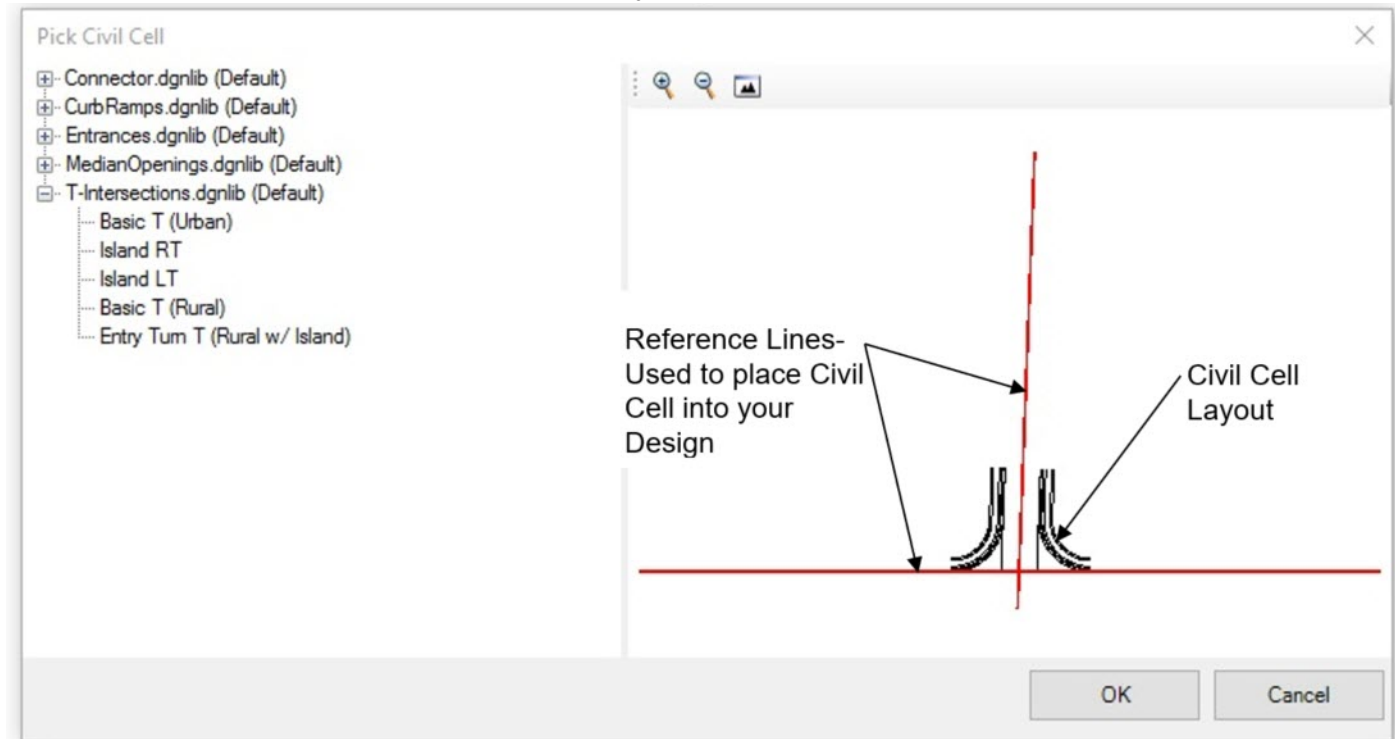 Pick Civil Cell
Connector.dgnlib (Default)
CurbRamps.dgnlib (Default)
Entrances.dgnlib (Default)
MedianOpenings.dgnlib (Default)
T-Intersections.dgnlib (Default)
Basic T (Urban)
Island RT
Island LT
Basic T (Rural)
Entry Turn T (Rural w/ Island)
Reference Lines-
Used to place Civil
Cell into your
Design
Civil Cell
Layout
OK
Cancel